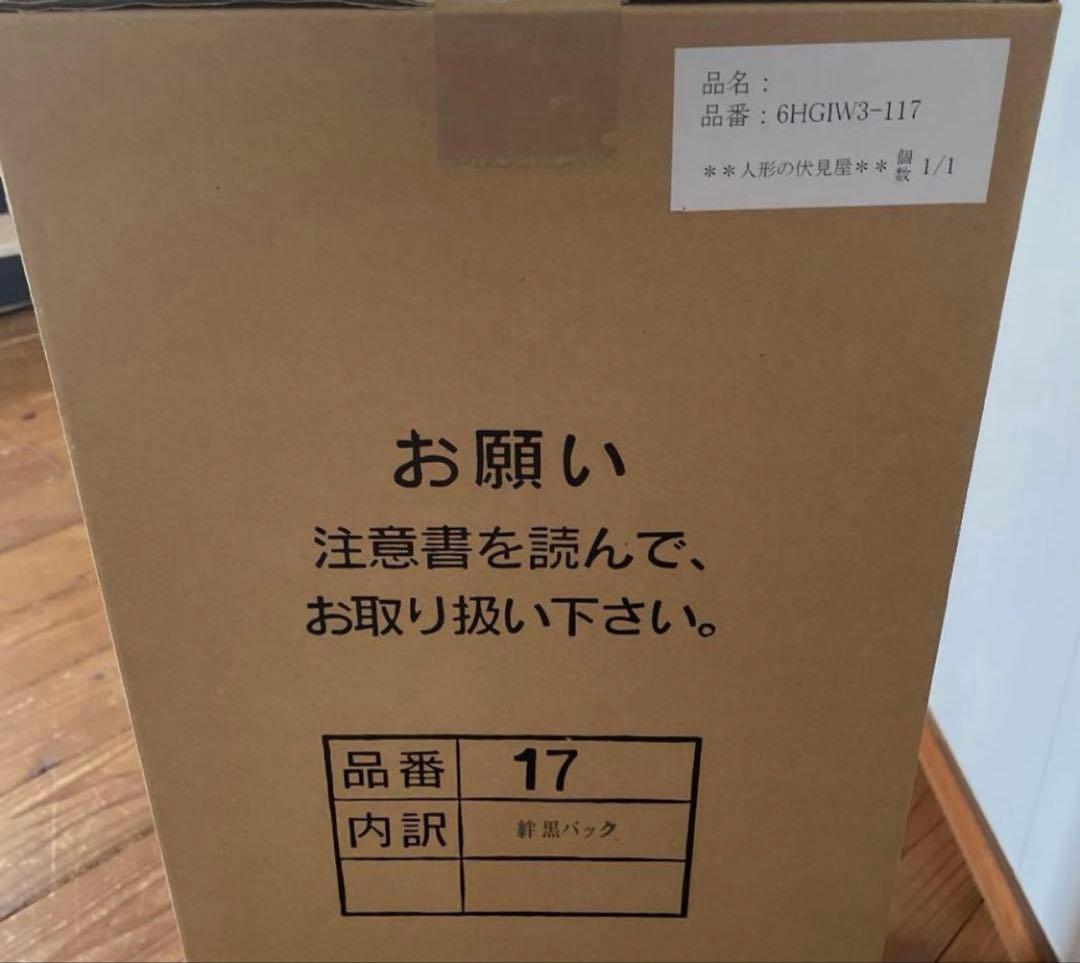 品名：
品番：6HGIW3-117
＊＊人形の伏見屋＊＊ 個数 1/1
お願い
注意書を読んで、
お取り扱い下さい。
品番 17
内訳 絆黒バック